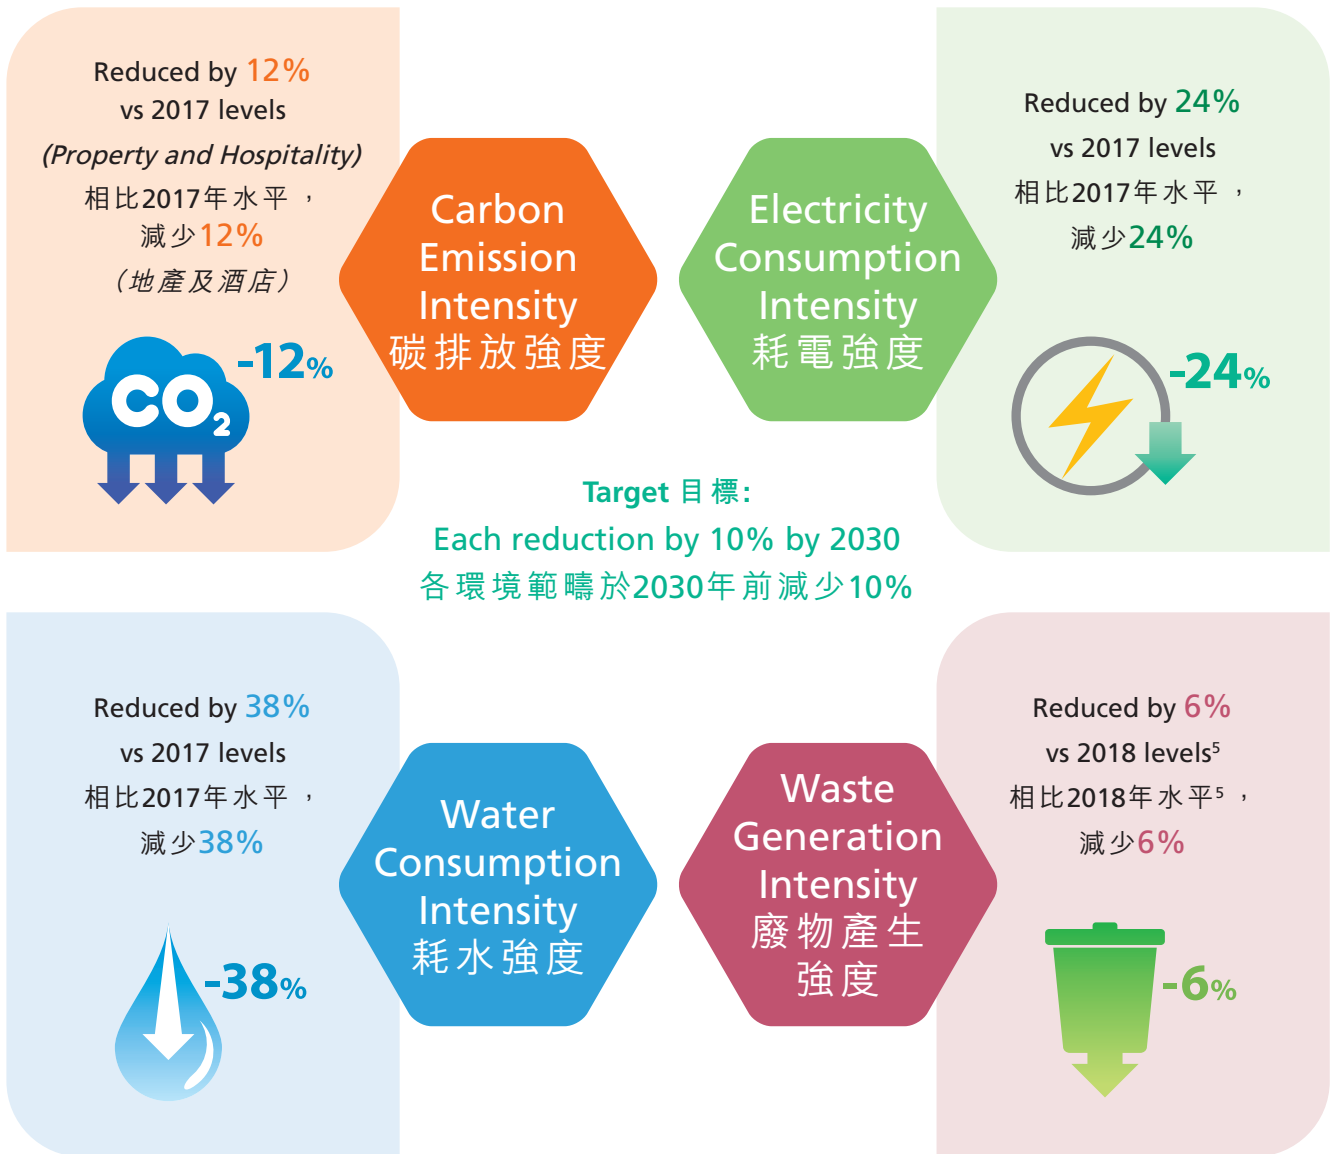 Reduced by 12%
vs 2017 levels
(Property and Hospitality)
相比2017年水平，
減少12%
（地產及酒店）
CO₂
-12%
Carbon
Emission
Intensity
碳排放強度
Electricity
Consumption
Intensity
耗電強度
Reduced by 24%
vs 2017 levels
相比2017年水平，
減少24%
-24%
Target 目標：
Each reduction by 10% by 2030
各環境範疇於2030年前減少10%
Reduced by 38%
vs 2017 levels
相比2017年水平，
減少38%
-38%
Water
Consumption
Intensity
耗水強度
Waste
Generation
Intensity
廢物產生
強度
Reduced by 6%
vs 2018 levels⁵
相比2018年水平⁵，
減少6%
-6%